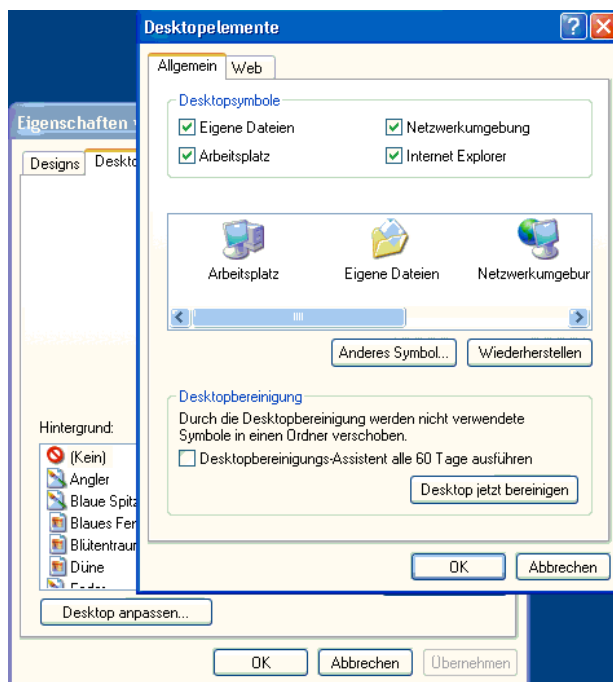 Desktopelemente
Allgemein Web
Desktopsymbole
Eigene Dateien Netzwerkumgebung
Arbeitsplatz Internet Explorer
Arbeitsplatz Eigene Dateien Netzwerkumgebur
Anderes Symbol... Wiederherstellen
Desktopbereinigung
Durch die Desktopbereinigung werden nicht verwendete
Symbole in einen Ordner verschoben.
Desktopbereinigungs-Assistent alle 60 Tage ausführen
Desktop jetzt bereinigen
OK Abbrechen
Eigenschaften
Designs Deskto
Hintergrund:
(Kein)
Angler
Blaue Spitz
Blaues Fer
Blütentraur
Düne
Desktop anpassen...
OK Abbrechen Übernehmen